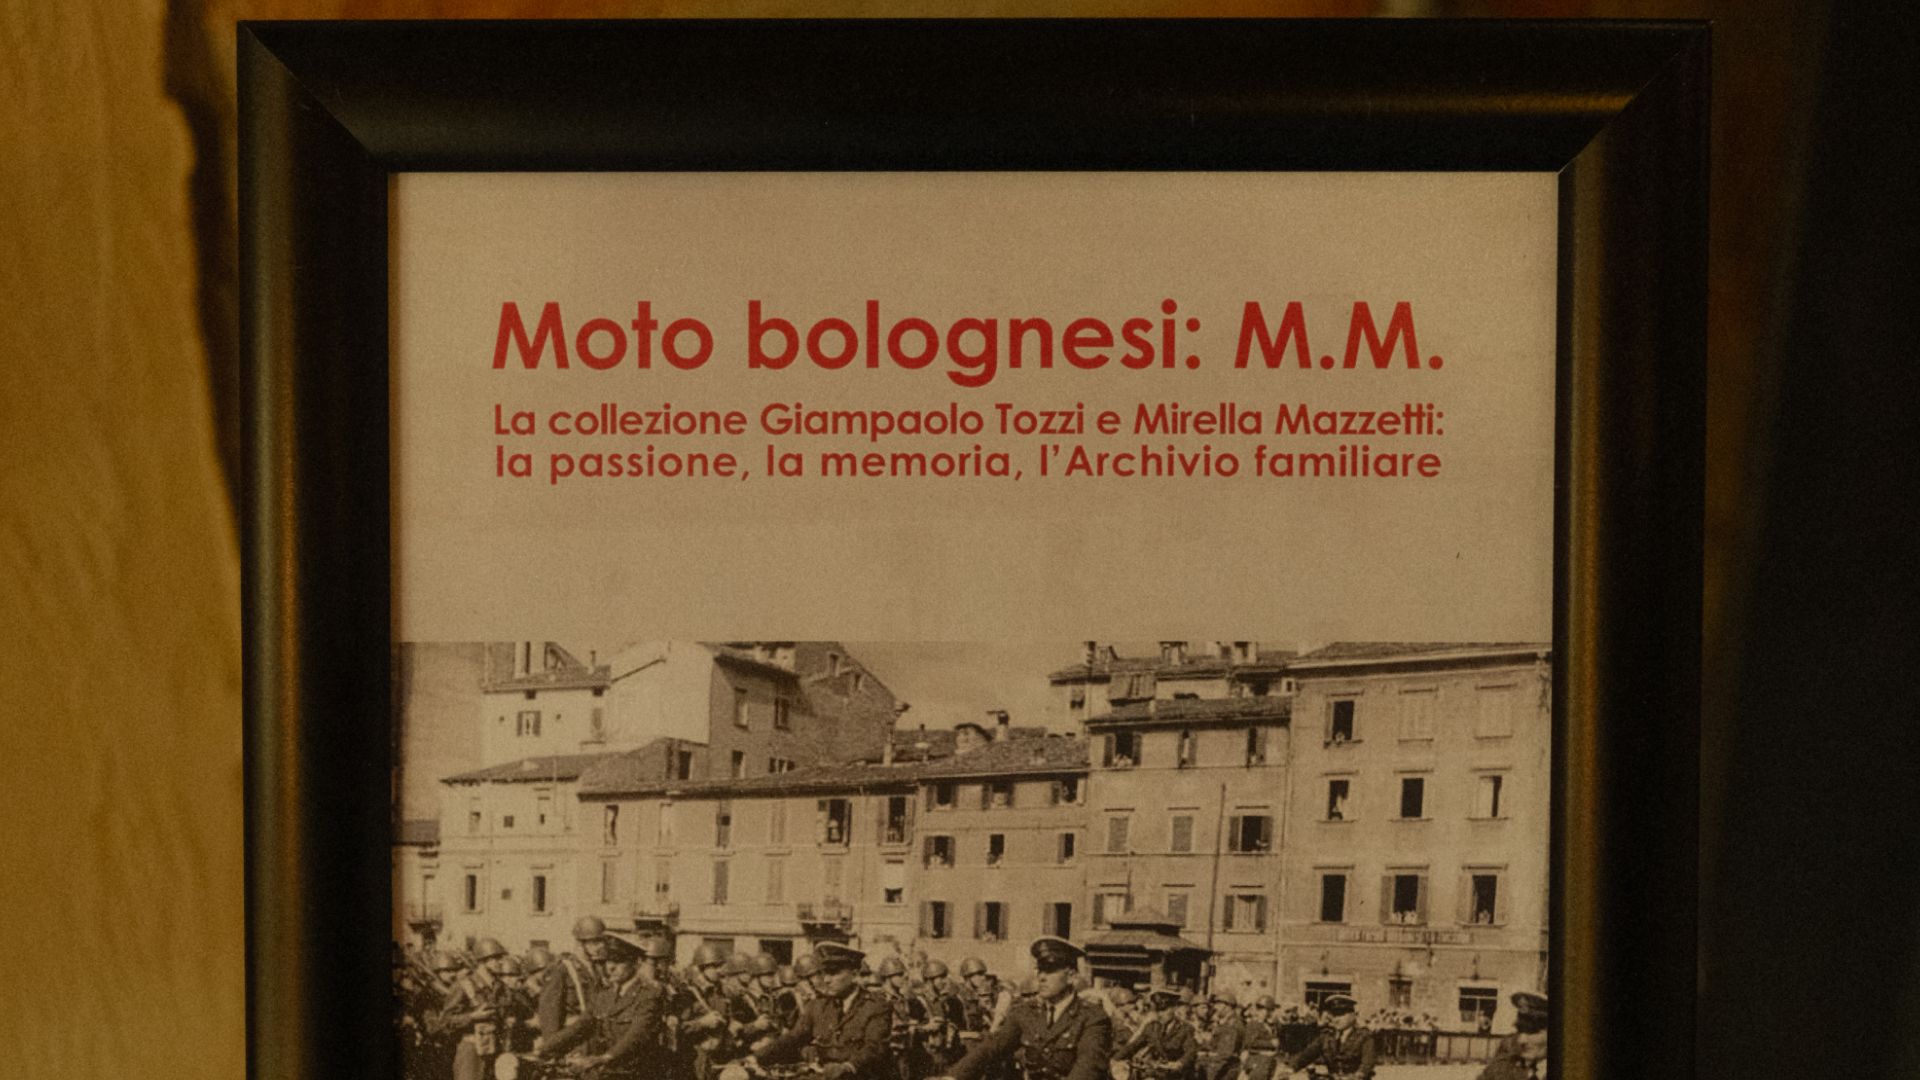 Moto bolognesi: M.M.
La collezione Giampaolo Tozzi e Mirella Mazzetti:
la passione, la memoria, l'Archivio familiare